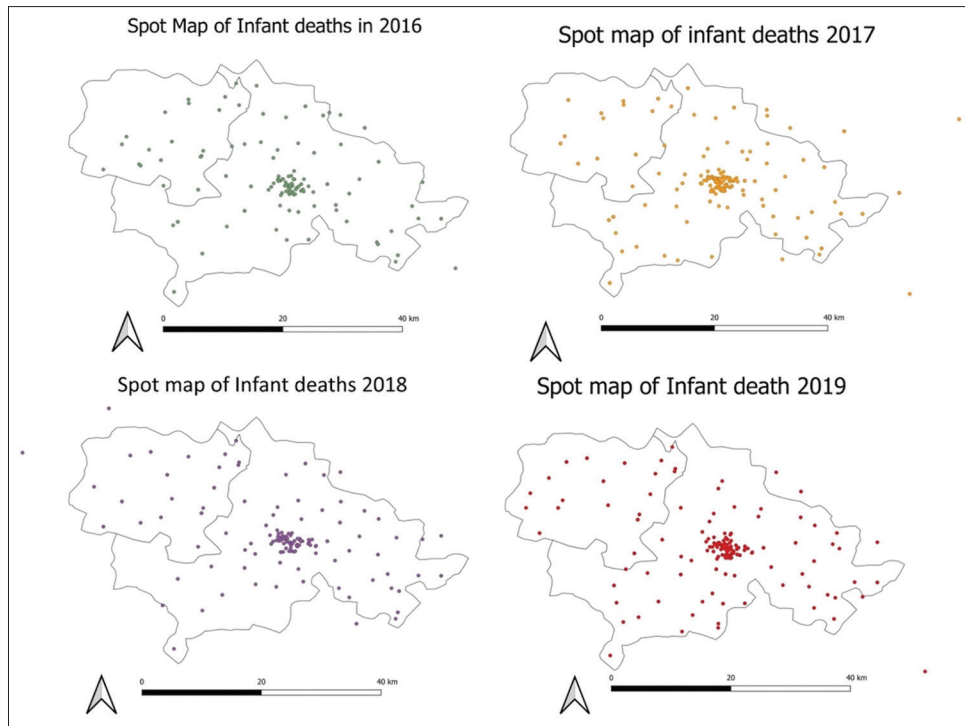 Spot Map of Infant deaths in 2016
Spot map of infant deaths 2017
0 20 40 km
0 20 40 km
Spot map of Infant deaths 2018
Spot map of Infant death 2019
0 20 40 km
0 20 40 km